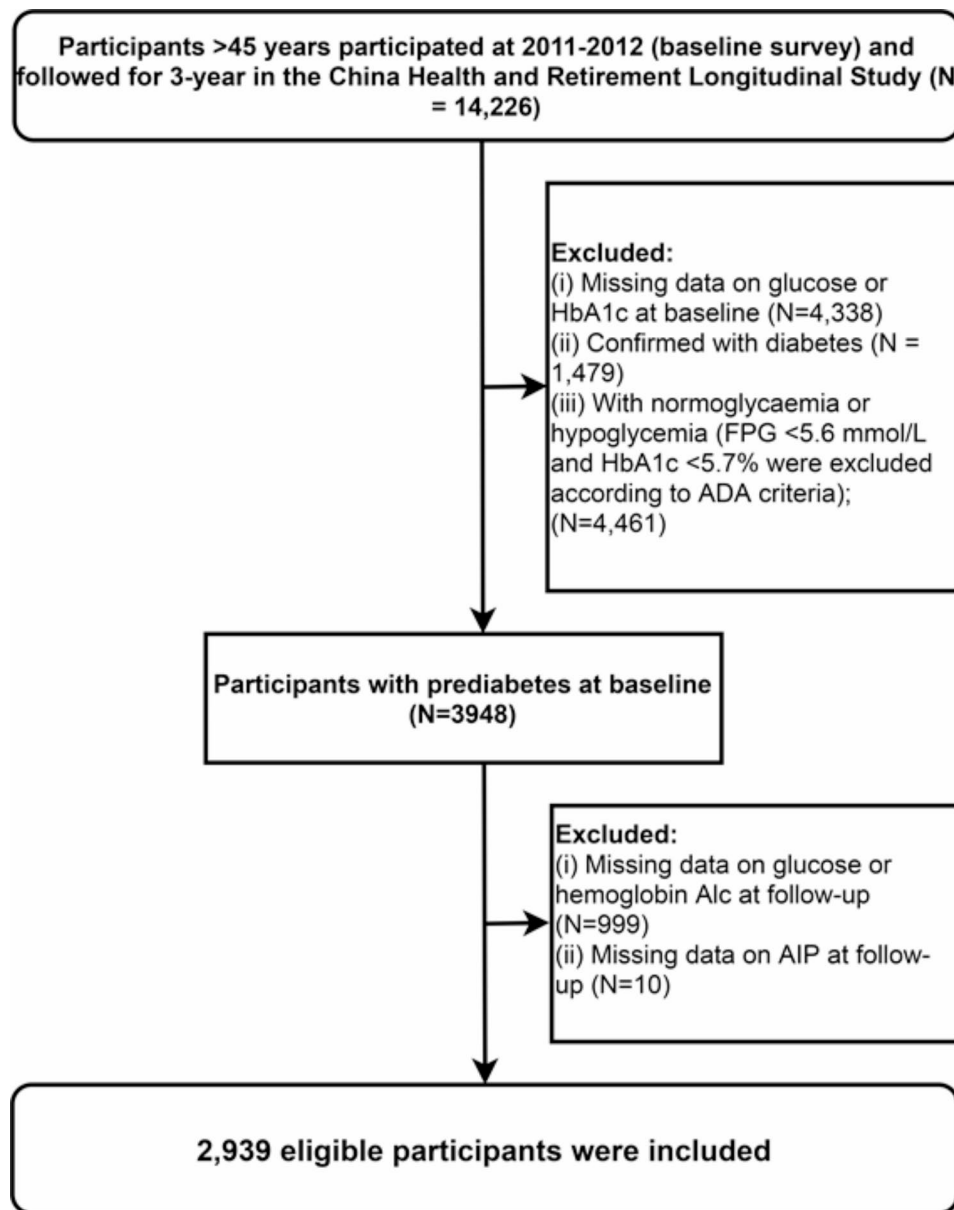 Participants >45 years participated at 2011-2012 (baseline survey) and
followed for 3-year in the China Health and Retirement Longitudinal Study (N
= 14,226)
Excluded:
(i) Missing data on glucose or
HbA1c at baseline (N=4,338)
(ii) Confirmed with diabetes (N =
1,479)
(iii) With normoglycaemia or
hypoglycemia (FPG <5.6 mmol/L
and HbA1c <5.7% were excluded
according to ADA criteria);
(N=4,461)
Participants with prediabetes at baseline
(N=3948)
Excluded:
(i) Missing data on glucose or
hemoglobin Alc at follow-up
(N=999)
(ii) Missing data on AIP at follow-
up (N=10)
2,939 eligible participants were included